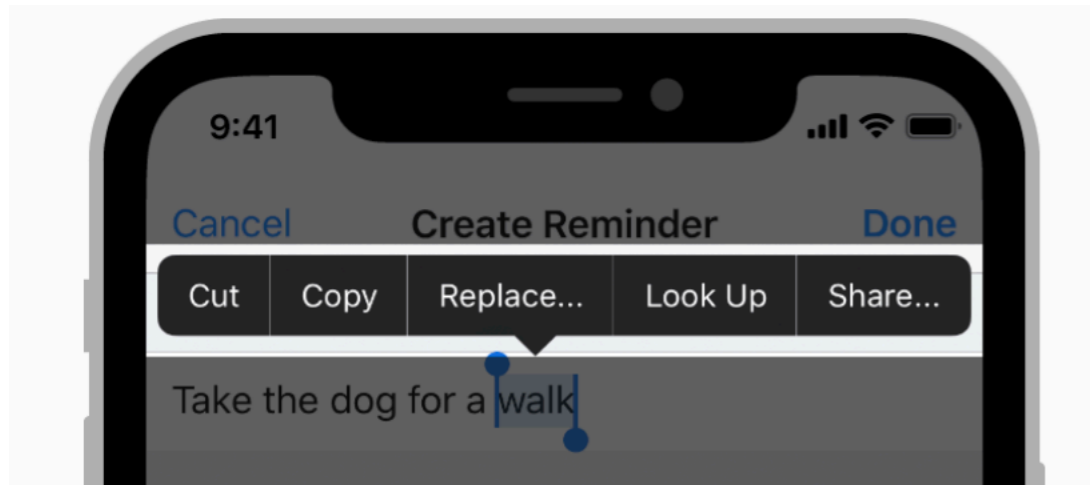 9:41
Cancel Create Reminder Done
Cut Copy Replace... Look Up Share...
Take the dog for a walk